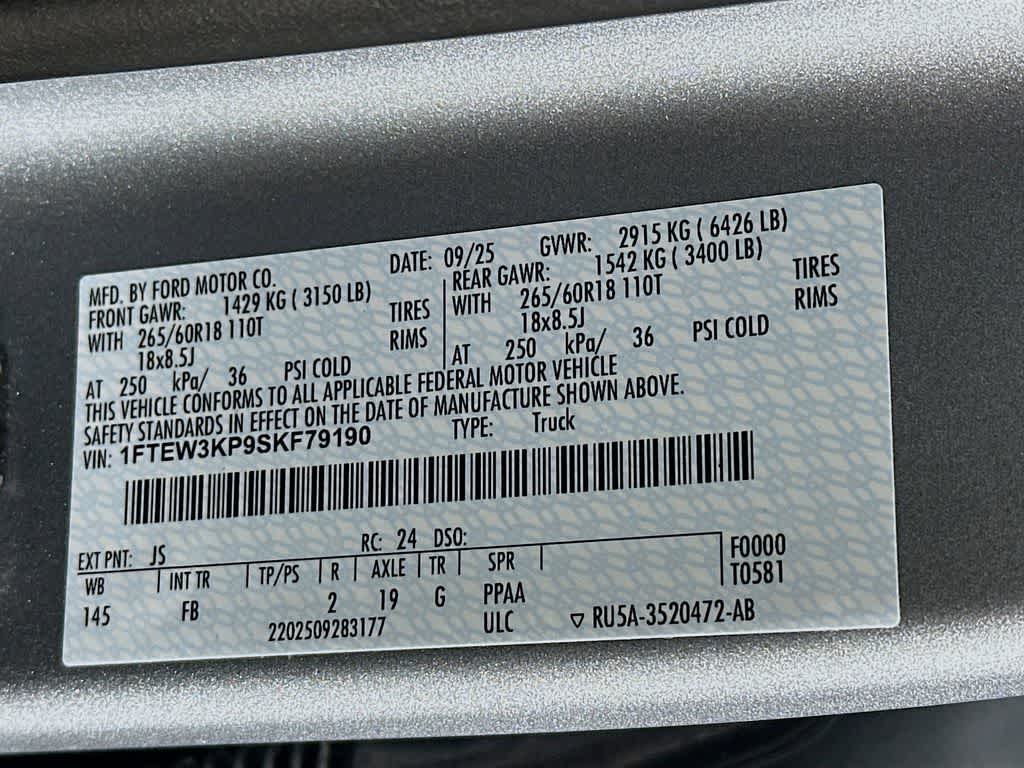 MFD. BY FORD MOTOR CO. DATE: 09/25 GVWR: 2915 KG ( 6426 LB)
FRONT GAWR: 1429 KG ( 3150 LB) REAR GAWR: 1542 KG ( 3400 LB)
WITH 265/60R18 110T TIRES WITH 265/60R18 110T TIRES
18x8.5J RIMS 18x8.5J RIMS
AT 250 kPa/ 36 PSI COLD AT 250 kPa/ 36 PSI COLD
THIS VEHICLE CONFORMS TO ALL APPLICABLE FEDERAL MOTOR VEHICLE
SAFETY STANDARDS IN EFFECT ON THE DATE OF MANUFACTURE SHOWN ABOVE.
VIN: 1FTEW3KP9SKF79190 TYPE: Truck
EXT PNT: JS RC: 24 DSO:
WB INT TR TP/PS R AXLE TR SPR F0000
145 FB 2 19 G PPAA T0581
2202509283177 ULC ▽ RU5A-3520472-AB